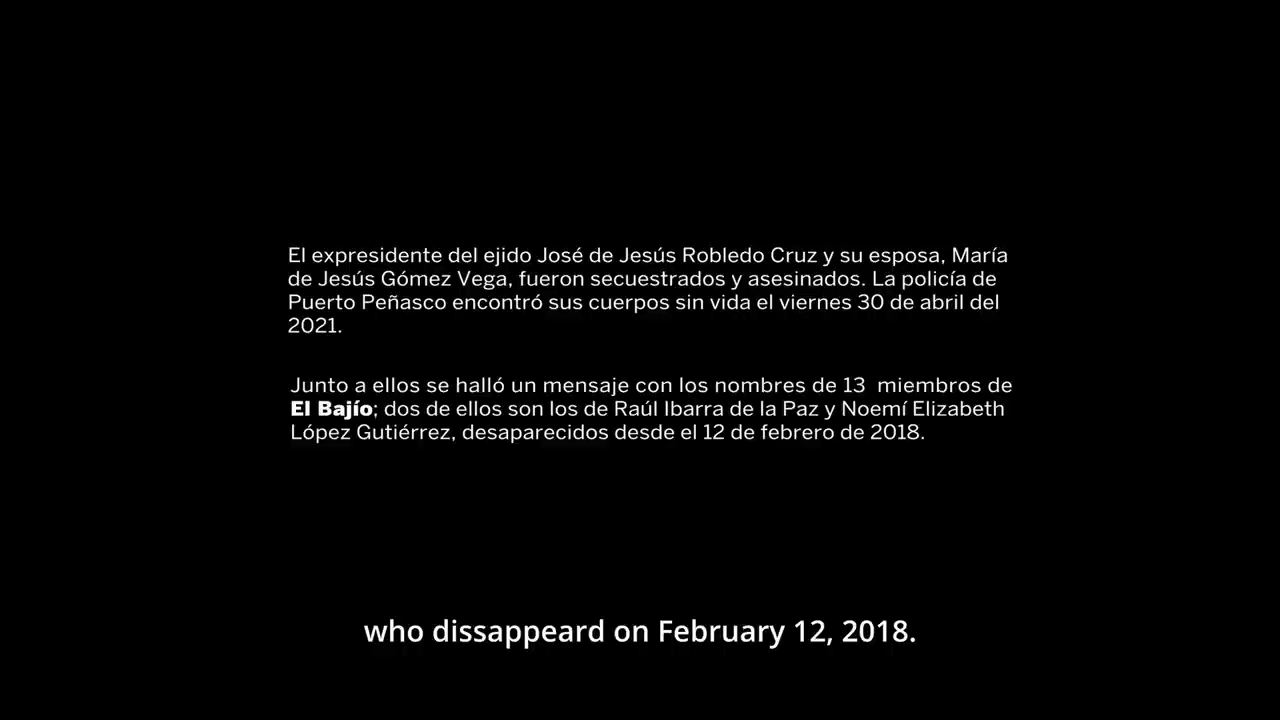 El expresidente del ejido José de Jesús Robledo Cruz y su esposa, María
de Jesús Gómez Vega, fueron secuestrados y asesinados. La policía de
Puerto Peñasco encontró sus cuerpos sin vida el viernes 30 de abril del
2021.
Junto a ellos se halló un mensaje con los nombres de 13  miembros de
El Bajío; dos de ellos son los de Raúl Ibarra de la Paz y Noemí Elizabeth
López Gutiérrez, desaparecidos desde el 12 de febrero de 2018.
who dissappeard on February 12, 2018.